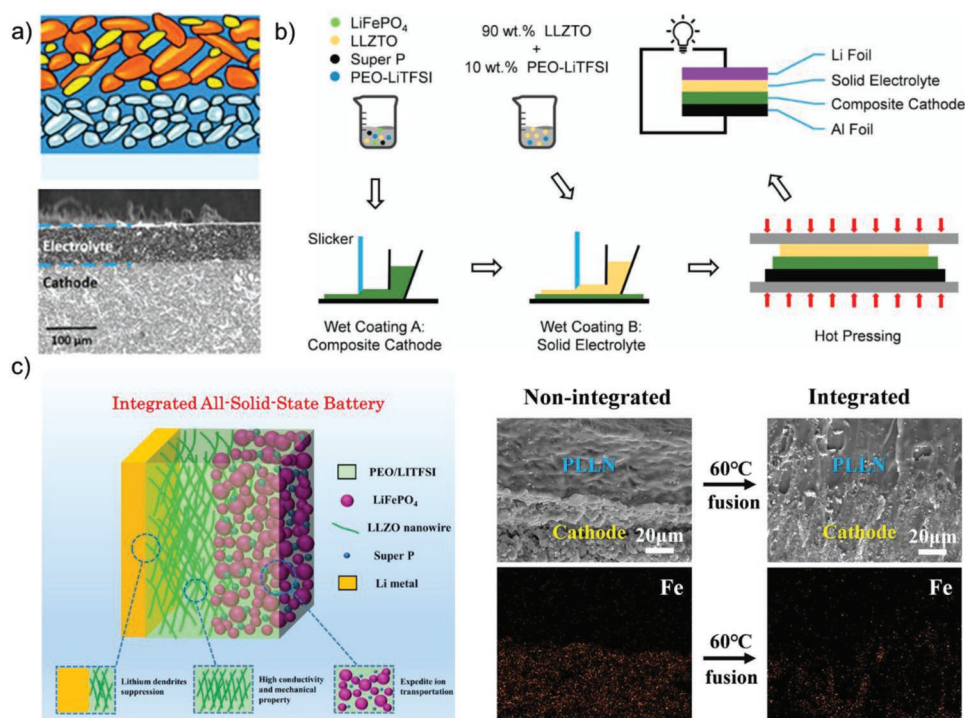 a)
Electrolyte
Cathode
100 μm
b)
LiFePO₄
LLZTO
Super P
PEO-LiTFSI
90 wt.% LLZTO
+
10 wt.% PEO-LiTFSI
Li Foil
Solid Electrolyte
Composite Cathode
Al Foil
Slicker
Wet Coating A:
Composite Cathode
Wet Coating B:
Solid Electrolyte
Hot Pressing
c)
Integrated All-Solid-State Battery
PEO/LITFSI
LiFePO₄
LLZO nanowire
Super P
Li metal
Lithium dendrites
suppression
High conductivity
and mechanical
property
Expedite ion
transportation
Non-integrated
Integrated
PLLN
Cathode
20μm
60°C
fusion
PLLN
Cathode
20μm
Fe
60°C
fusion
Fe